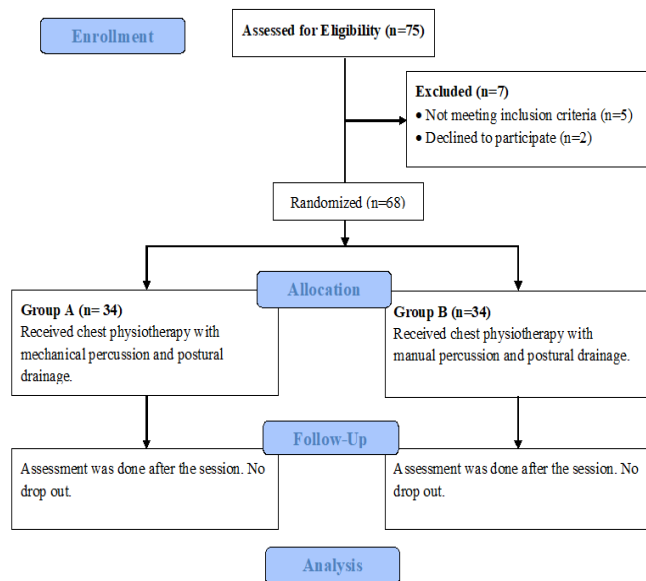 Enrollment
Assessed for Eligibility (n=75)
Excluded (n=7)
• Not meeting inclusion criteria (n=5)
• Declined to participate (n=2)
Randomized (n=68)
Allocation
Group A (n= 34)
Received chest physiotherapy with
mechanical percussion and postural
drainage.
Group B (n=34)
Received chest physiotherapy with
manual percussion and postural drainage.
Follow-Up
Assessment was done after the session. No
drop out.
Assessment was done after the session. No
drop out.
Analysis